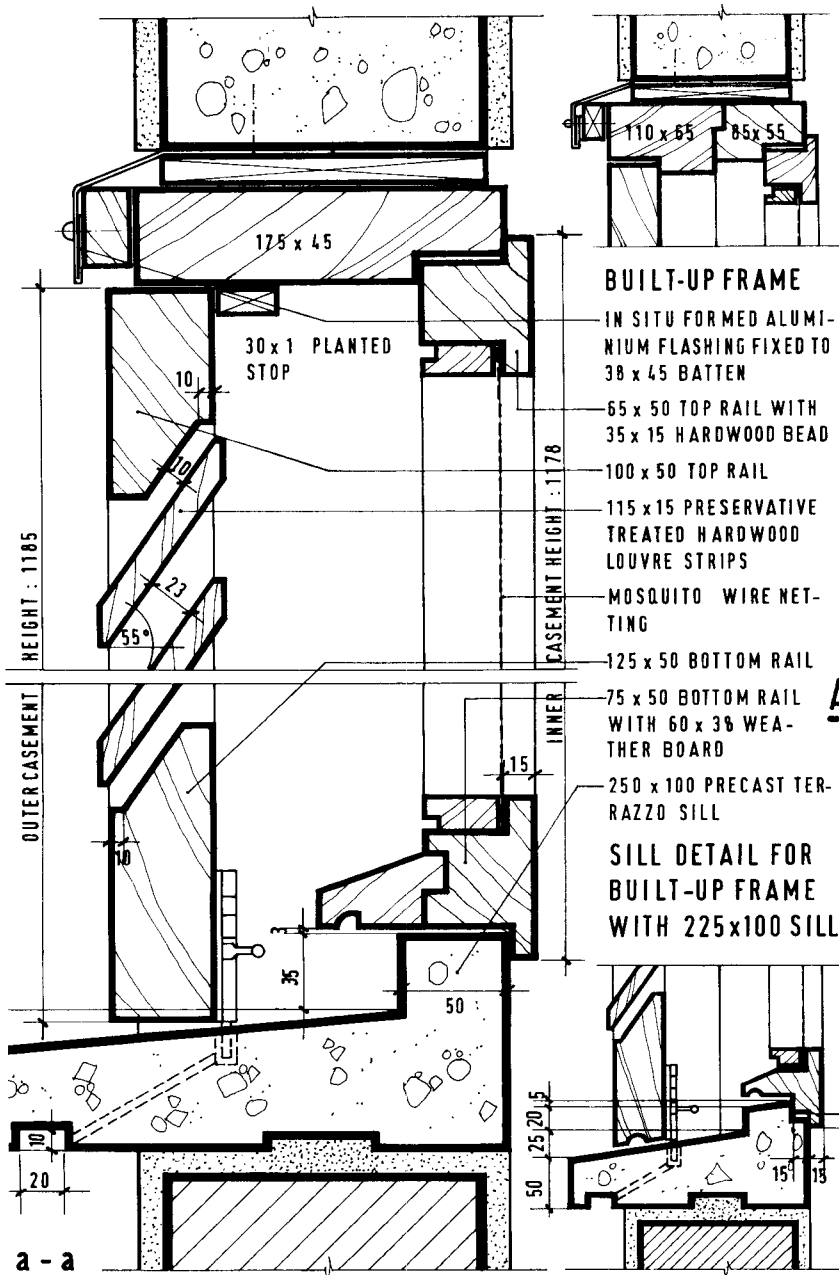 110 x 65
85 x 55
175 x 45
BUILT-UP FRAME
IN SITU FORMED ALUMI-
NIUM FLASHING FIXED TO
38 x 45 BATTEN
30 x 1 PLANTED
STOP
65 x 50 TOP RAIL WITH
35 x 15 HARDWOOD BEAD
100 x 50 TOP RAIL
115 x 15 PRESERVATIVE
TREATED HARDWOOD
LOUVRE STRIPS
MOSQUITO WIRE NET-
TING
125 x 50 BOTTOM RAIL
75 x 50 BOTTOM RAIL
WITH 60 x 38 WEA-
THER BOARD
250 x 100 PRECAST TER-
RAZZO SILL
SILL DETAIL FOR
BUILT-UP FRAME
WITH 225x100 SILL
OUTER CASEMENT HEIGHT : 1185
INNER CASEMENT HEIGHT : 1178
10
10
23
55°
10
15
3
35
50
10
20
5
20
25
50
15
15
a - a
A